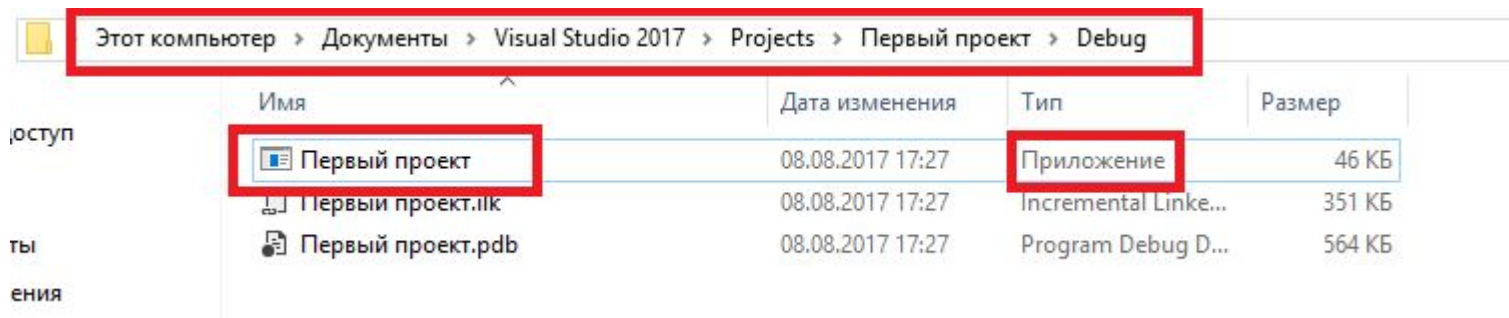 Этот компьютер > Документы > Visual Studio 2017 > Projects > Первый проект > Debug
Имя Дата изменения Тип Размер
доступ
Первый проект 08.08.2017 17:27 Приложение 46 КБ
Первый проект.ilk 08.08.2017 17:27 Incremental Linke... 351 КБ
ты Первый проект.pdb 08.08.2017 17:27 Program Debug D... 564 КБ
ения